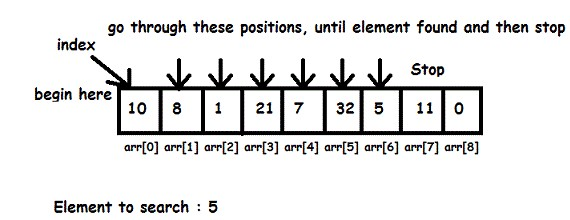 go through these positions, until element found and then stop
index
Stop
begin here
10 8 1 21 7 32 5 11 0
arr[0] arr[1] arr[2] arr[3] arr[4] arr[5] arr[6] arr[7] arr[8]
Element to search : 5